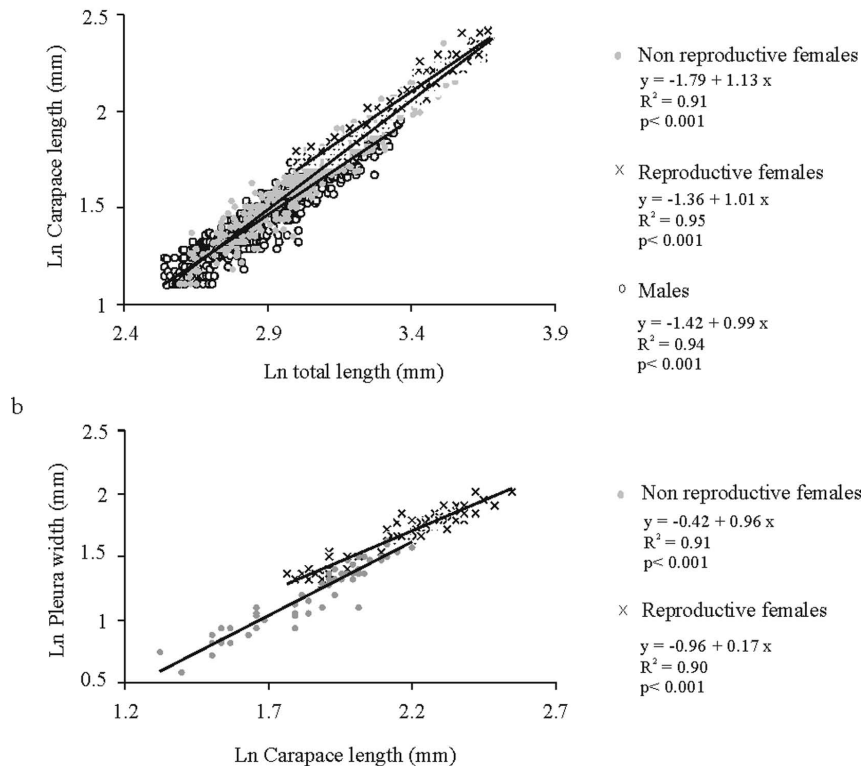 2.5
2
1.5
1
2.4
2.9
3.4
3.9
Ln Carapace length (mm)
Ln total length (mm)
Non reproductive females
y = -1.79 + 1.13 x
R² = 0.91
p< 0.001
Reproductive females
y = -1.36 + 1.01 x
R² = 0.95
p< 0.001
Males
y = -1.42 + 0.99 x
R² = 0.94
p< 0.001
b
2.5
2
1.5
1
0.5
1.2
1.7
2.2
2.7
Ln Pleura width (mm)
Ln Carapace length (mm)
Non reproductive females
y = -0.42 + 0.96 x
R² = 0.91
p< 0.001
Reproductive females
y = -0.96 + 0.17 x
R² = 0.90
p< 0.001